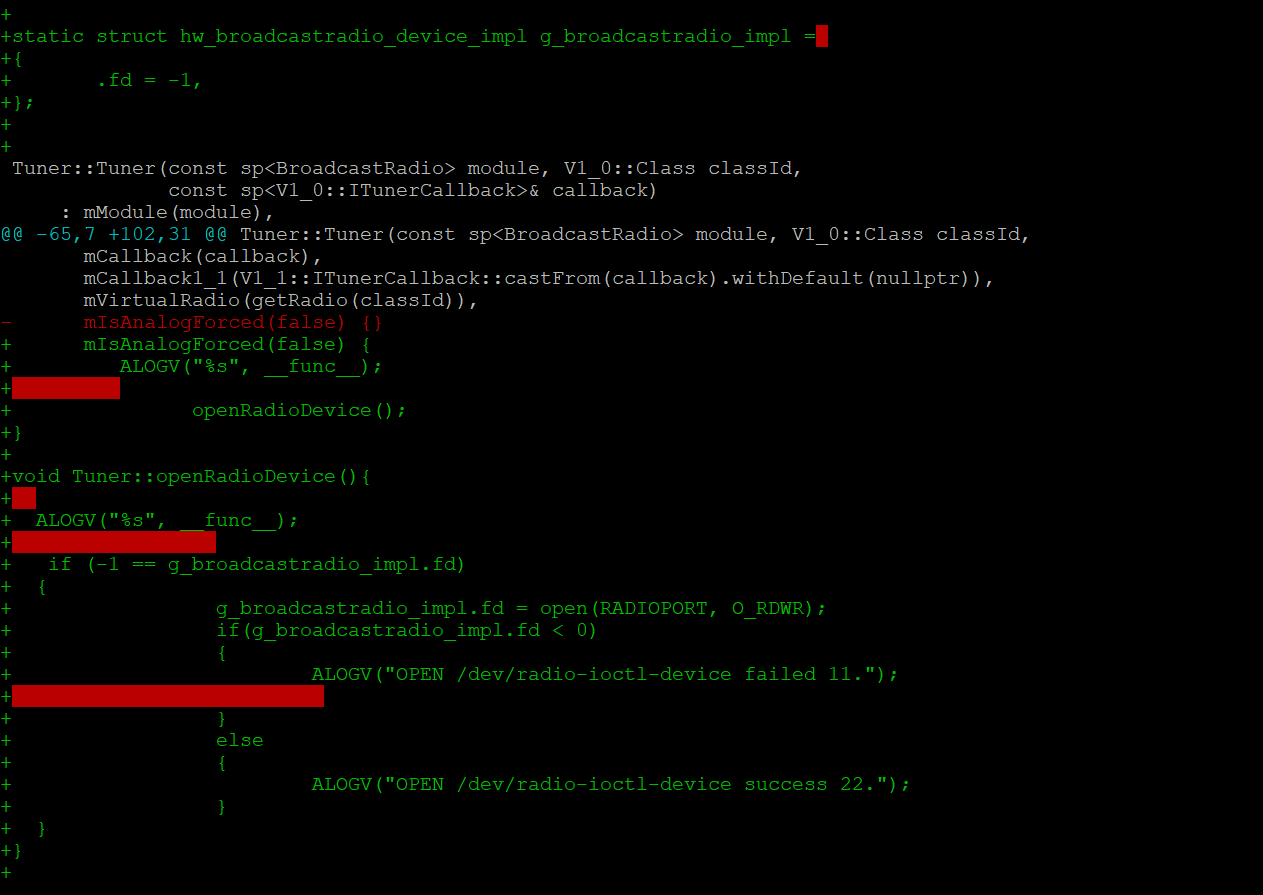 +
+static struct hw_broadcastradio_device_impl g_broadcastradio_impl =
+{
+       .fd = -1,
+};
+
+
 Tuner::Tuner(const sp<BroadcastRadio> module, V1_0::Class classId,
              const sp<V1_0::ITunerCallback>& callback)
     : mModule(module),
@@ -65,7 +102,31 @@ Tuner::Tuner(const sp<BroadcastRadio> module, V1_0::Class classId,
       mCallback(callback),
       mCallback1_1(V1_1::ITunerCallback::castFrom(callback).withDefault(nullptr)),
       mVirtualRadio(getRadio(classId)),
-      mIsAnalogForced(false) {}
+      mIsAnalogForced(false) {
+         ALOGV("%s", __func__);
+
+               openRadioDevice();
+}
+
+void Tuner::openRadioDevice(){
+
+  ALOGV("%s", __func__);
+
+   if (-1 == g_broadcastradio_impl.fd)
+  {
+                 g_broadcastradio_impl.fd = open(RADIOPORT, O_RDWR);
+                 if(g_broadcastradio_impl.fd < 0)
+                 {
+                         ALOGV("OPEN /dev/radio-ioctl-device failed 11.");
+
+                 }
+                 else
+                 {
+                         ALOGV("OPEN /dev/radio-ioctl-device success 22.");
+                 }
+  }
+}
+